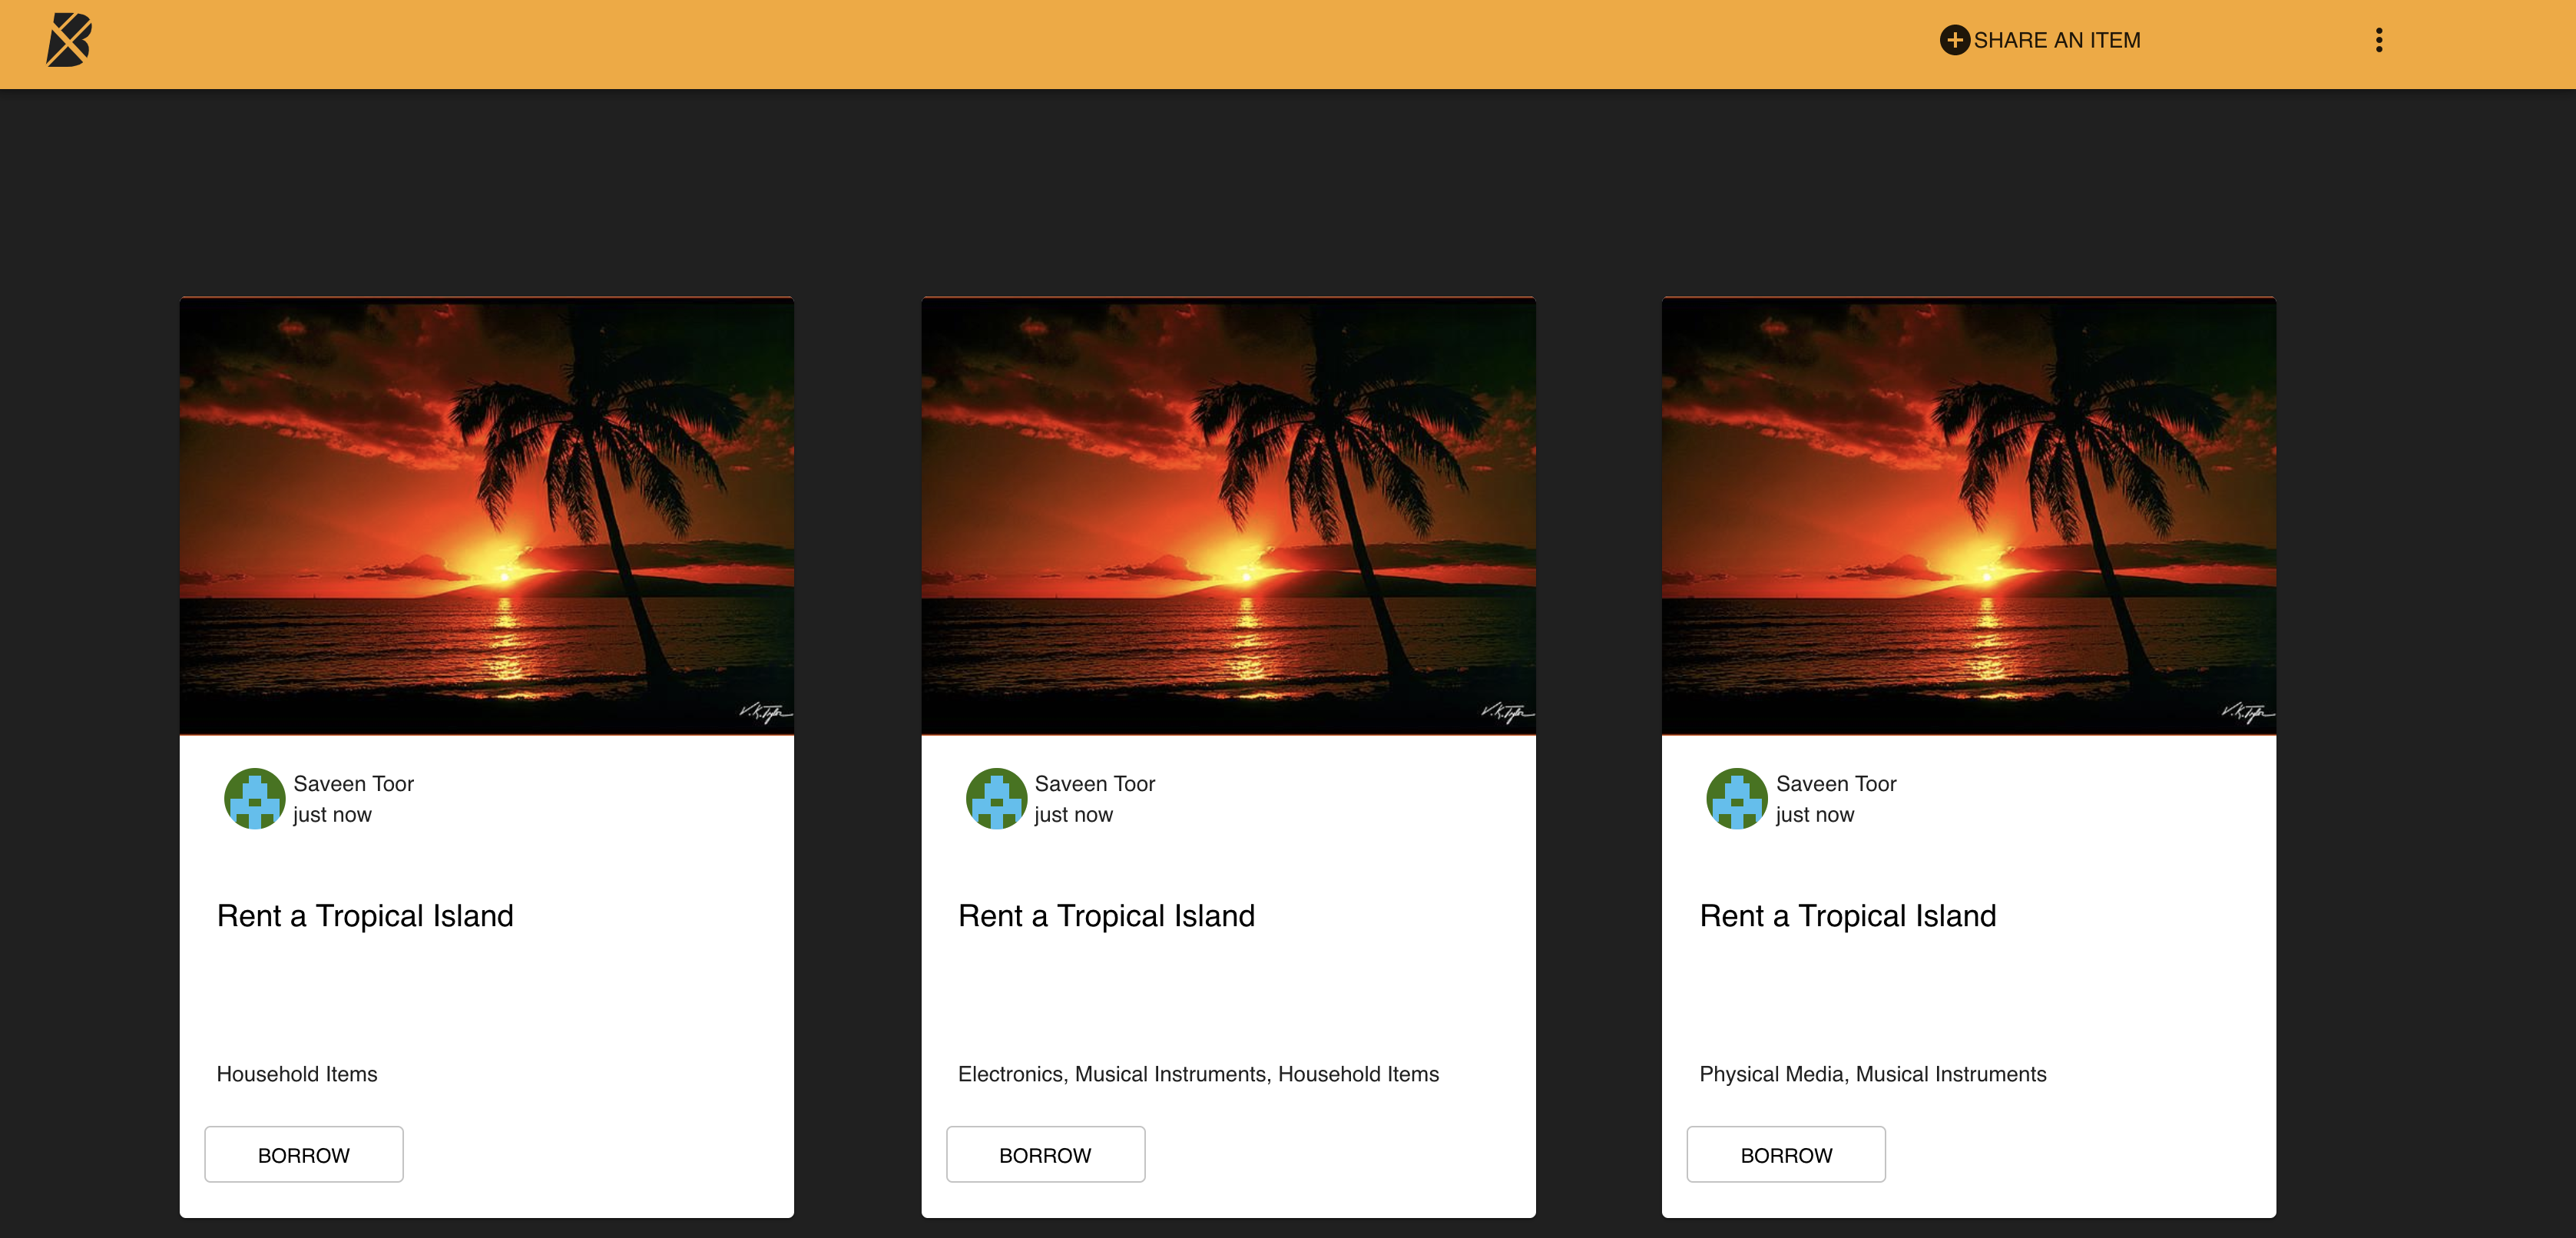 SHARE AN ITEM
Saveen Toor
just now
Rent a Tropical Island
Household Items
BORROW
Saveen Toor
just now
Rent a Tropical Island
Electronics, Musical Instruments, Household Items
BORROW
Saveen Toor
just now
Rent a Tropical Island
Physical Media, Musical Instruments
BORROW